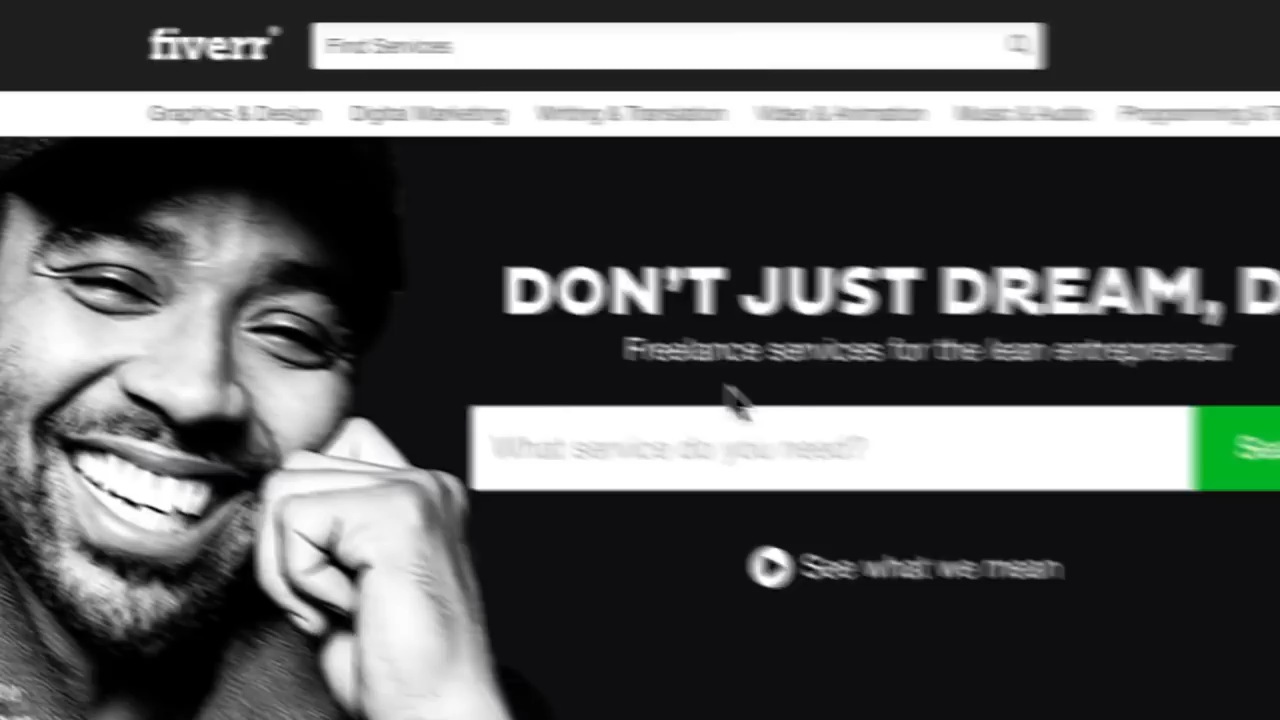 fiverr
Find Services
Graphics & Design Digital Marketing Writing & Translation Video & Animation Music & Audio Programming & T
DON'T JUST DREAM, D
Freelance services for the lean entrepreneur
What service do you need?
See what we mean